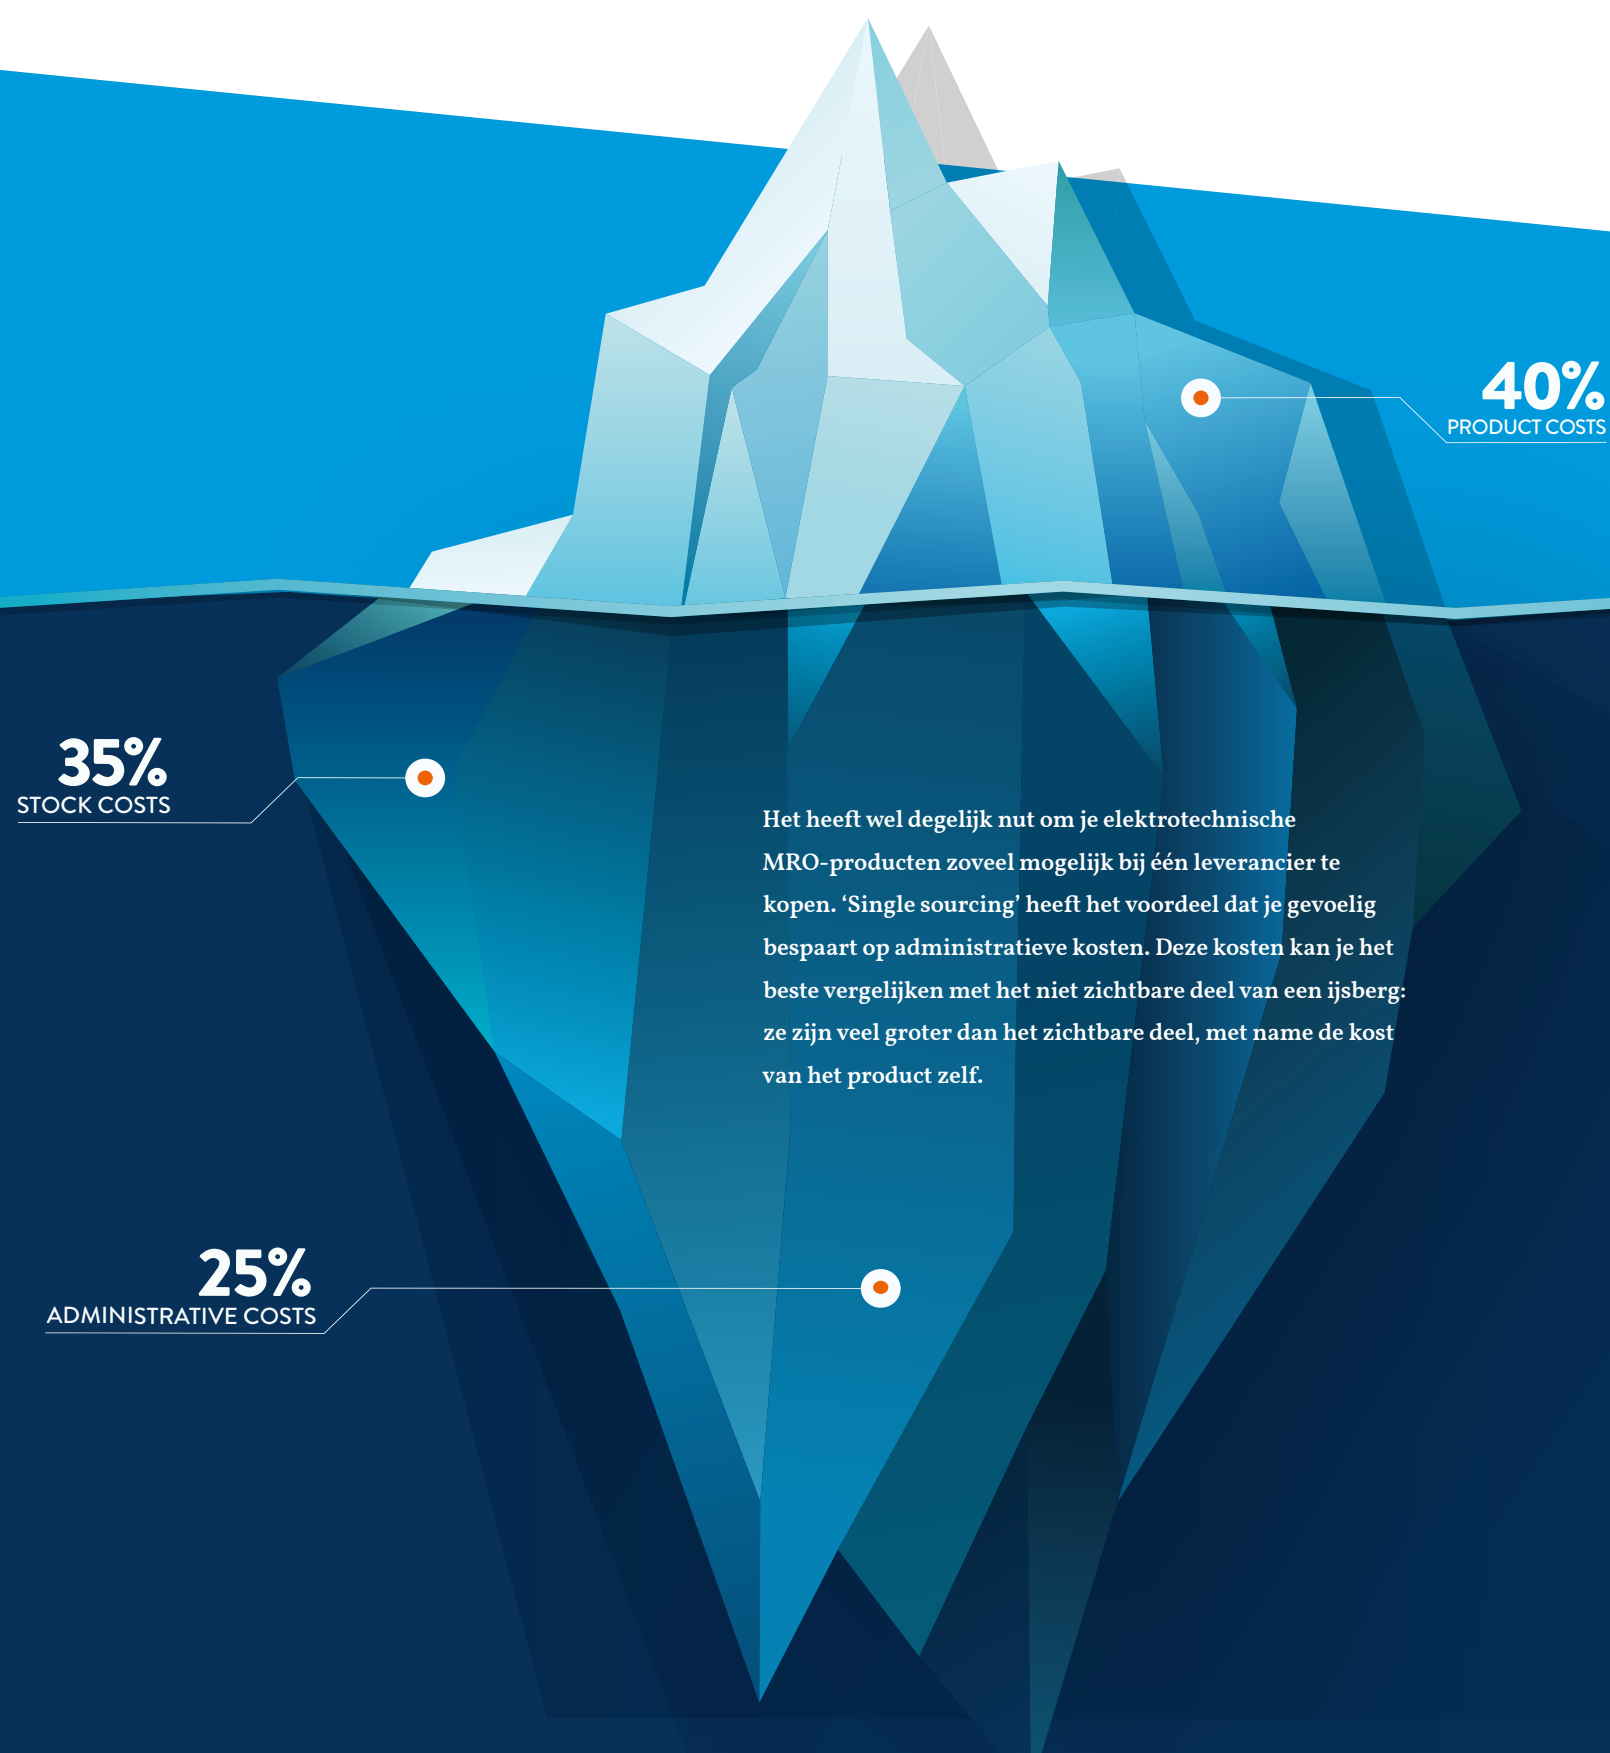 40%
PRODUCT COSTS
35%
STOCK COSTS
Het heeft wel degelijk nut om je elektrotechnische
MRO-producten zoveel mogelijk bij één leverancier te
kopen. ‘Single sourcing’ heeft het voordeel dat je gevoelig
bespaart op administratieve kosten. Deze kosten kan je het
beste vergelijken met het niet zichtbare deel van een ijsberg:
ze zijn veel groter dan het zichtbare deel, met name de kost
van het product zelf.
25%
ADMINISTRATIVE COSTS